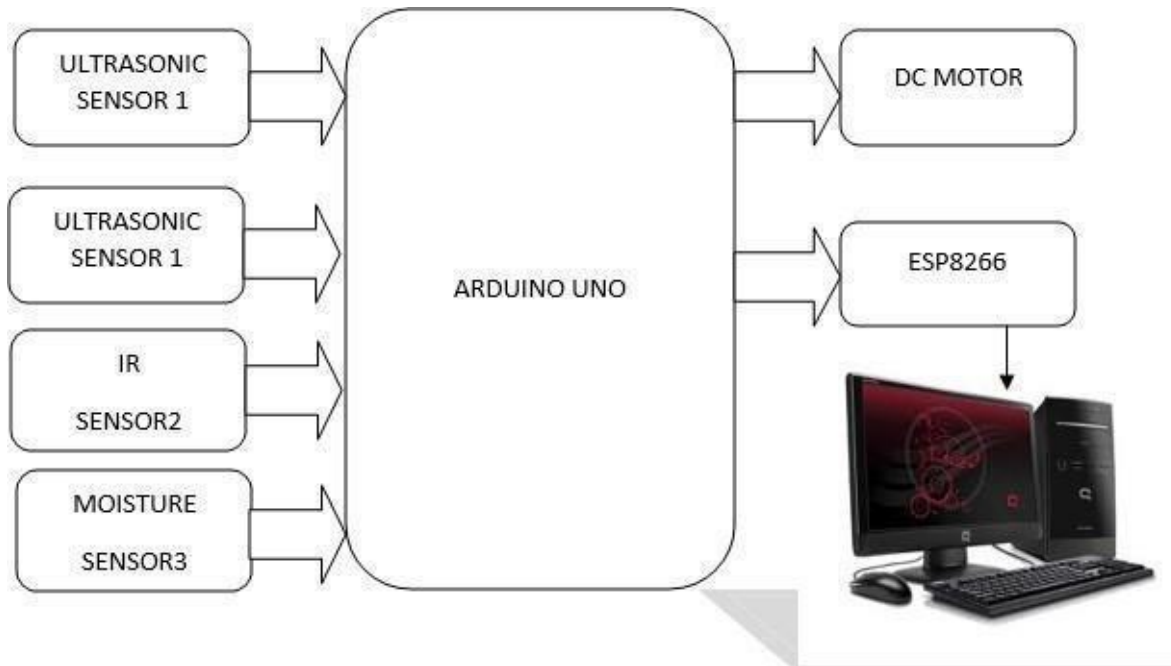 ULTRASONIC
SENSOR 1
ULTRASONIC
SENSOR 1
IR
SENSOR2
MOISTURE
SENSOR3
ARDUINO UNO
DC MOTOR
ESP8266